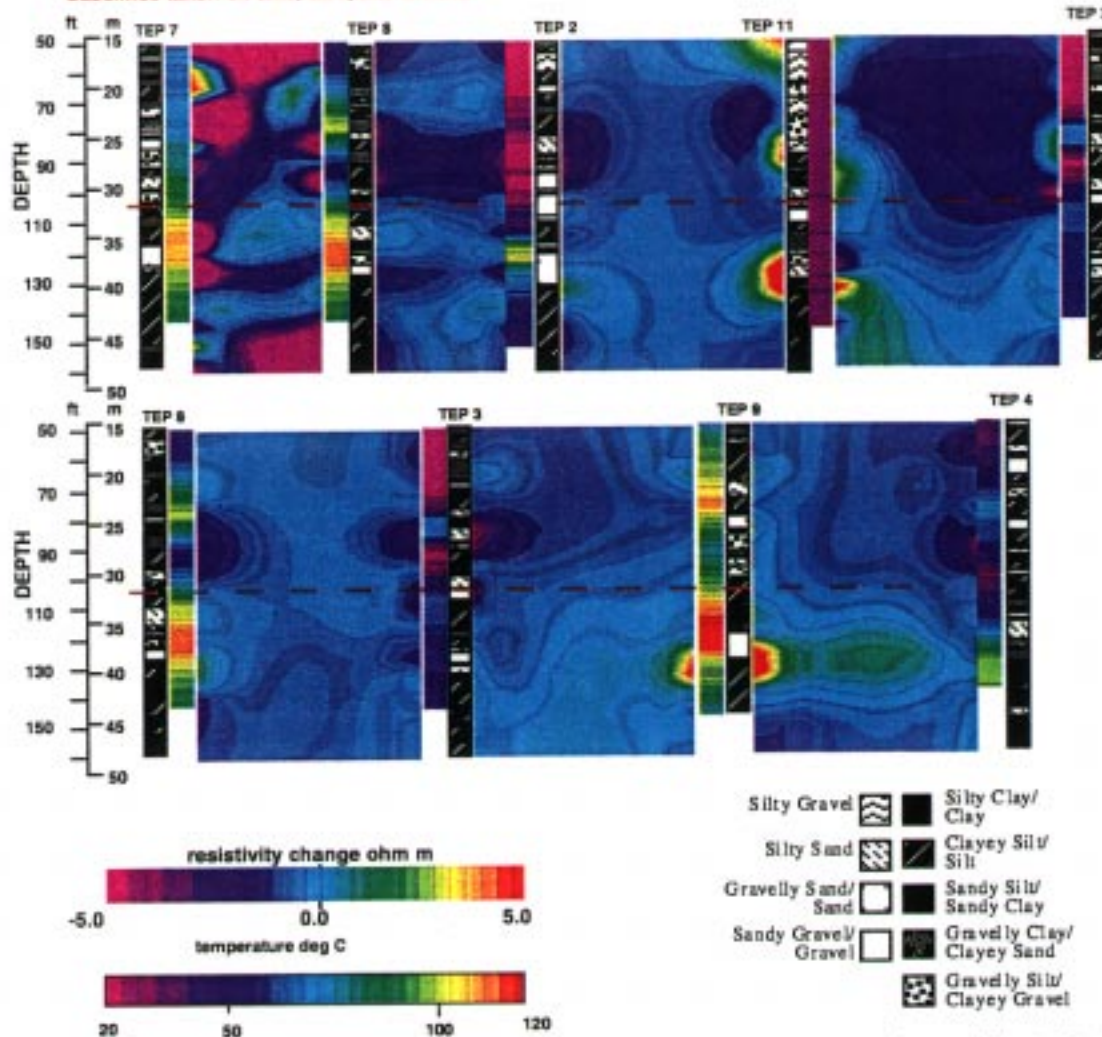 ft m TEP 7 TEP 8 TEP 2 TEP 11
50 15
20
70
25
90
30
110
35
130 40
150 45
50
DEPTH
ft m TEP 6 TEP 3 TEP 9 TEP 4
50 15
20
70
25
90
30
110
35
130 40
150 45
50
DEPTH
resistivity change ohm m
-5.0 0.0 5.0
temperature deg C
20 50 100 120
Silty Gravel Silty Clay/
Clay
Silty Sand Clayey Silt/
Silt
Gravelly Sand/ Sandy Silt/
Sand Sandy Clay
Sandy Gravel/ Gravelly Clay/
Gravel Clayey Sand
Gravelly Silt/
Clayey Gravel